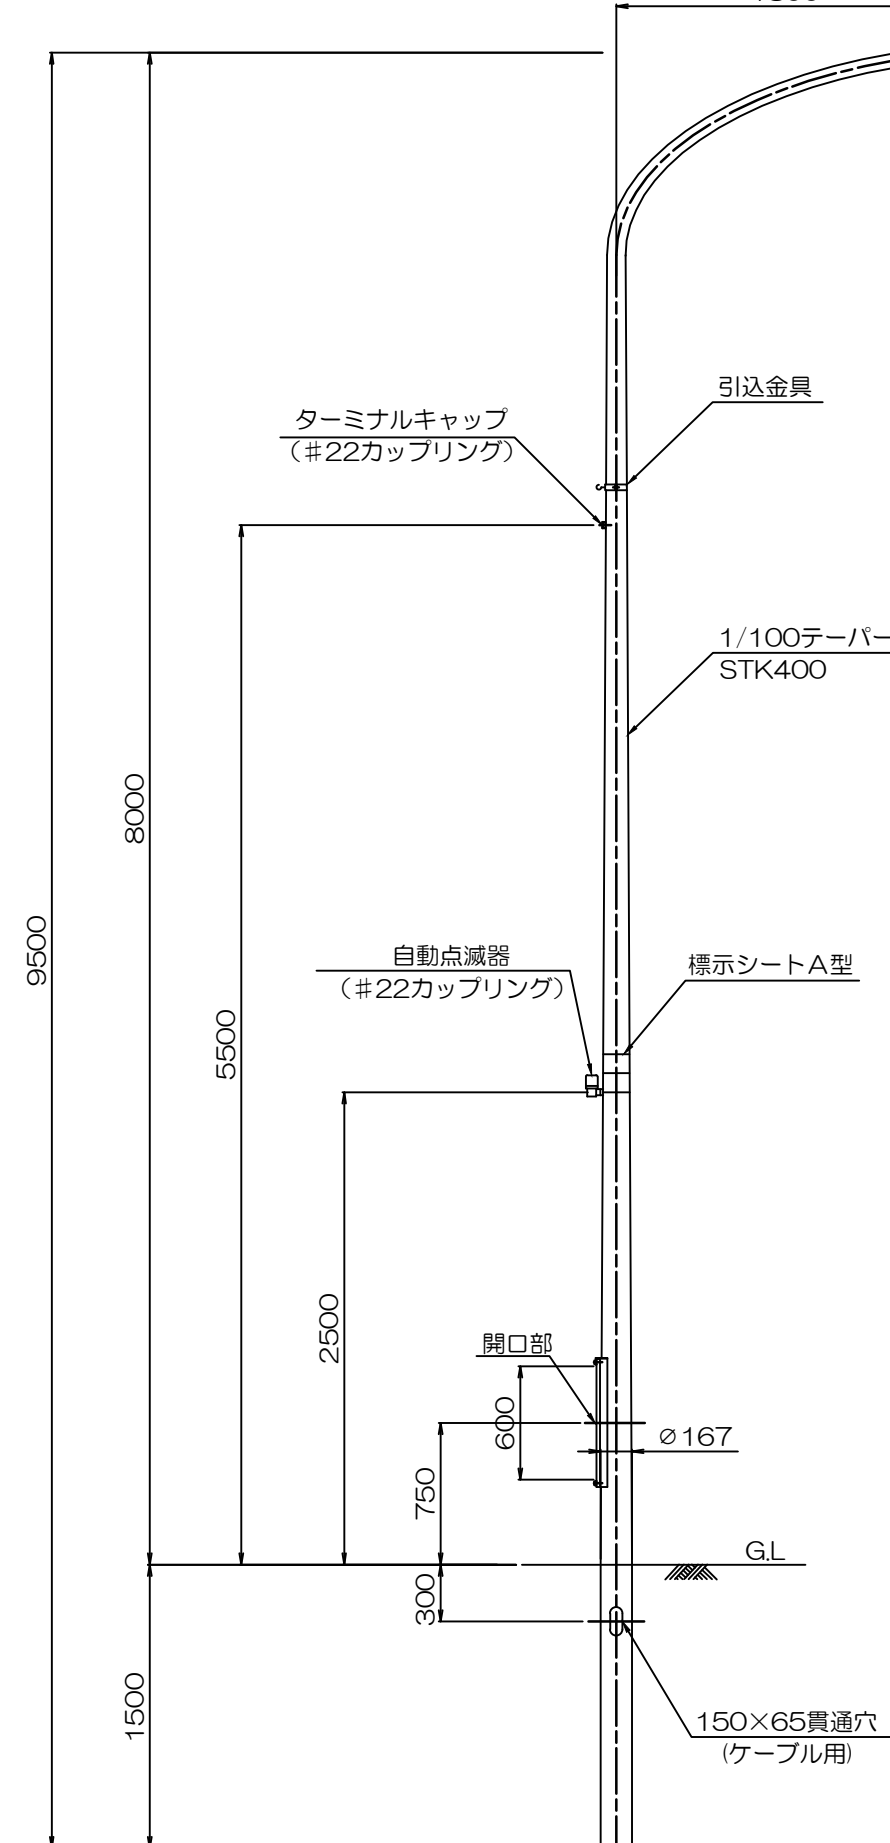 引込金具
ターミナルキャップ
(#22カップリング)
1/100テーパー
STK400
8000
9500
自動点滅器
(#22カップリング)
標示シートA型
5500
2500
開口部
600
∅167
750
G.L
300
1500
150×65貫通穴
(ケーブル用)